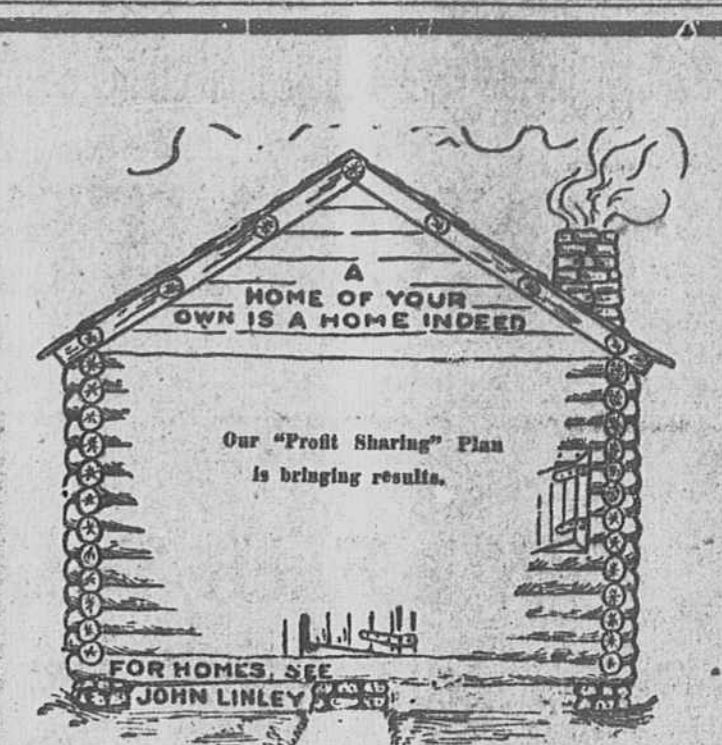 A
HOME OF YOUR
OWN IS A HOME INDEED
Our "Profit Sharing" Plan
is bringing results.
FOR HOMES, SEE
JOHN LINLEY